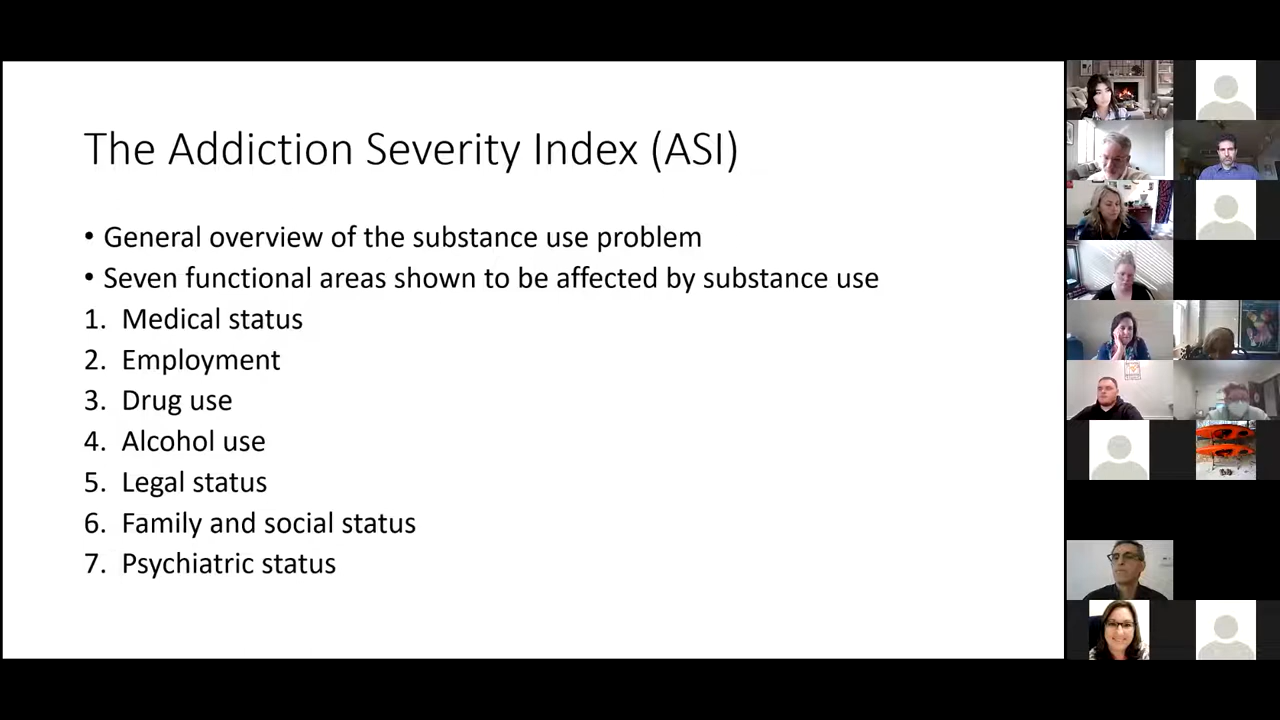 The Addiction Severity Index (ASI)
• General overview of the substance use problem
• Seven functional areas shown to be affected by substance use
1. Medical status
2. Employment
3. Drug use
4. Alcohol use
5. Legal status
6. Family and social status
7. Psychiatric status